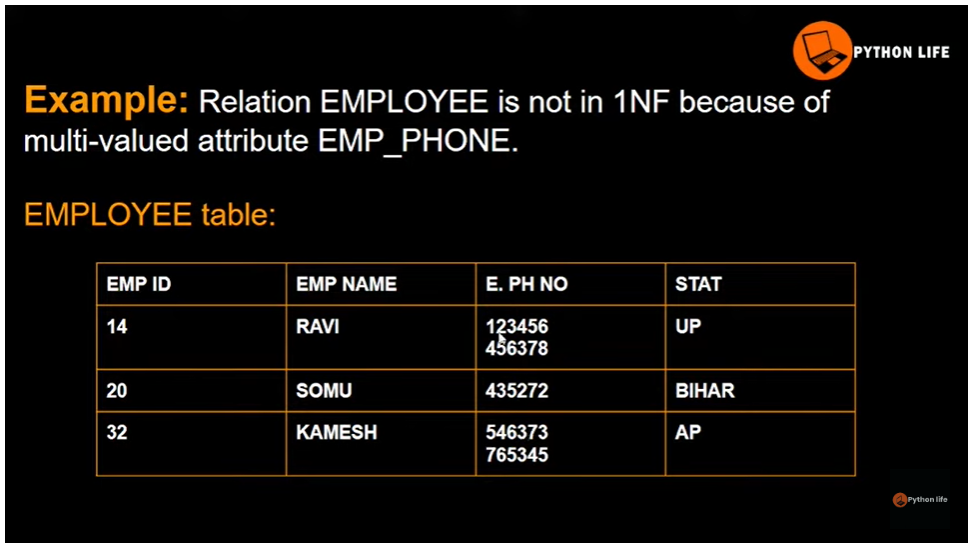 PYTHON LIFE
Example: Relation EMPLOYEE is not in 1NF because of
multi-valued attribute EMP_PHONE.
EMPLOYEE table:
EMP ID EMP NAME E. PH NO STAT
14 RAVI 123456 UP
456378
20 SOMU 435272 BIHAR
32 KAMESH 546373 AP
765345
Python life